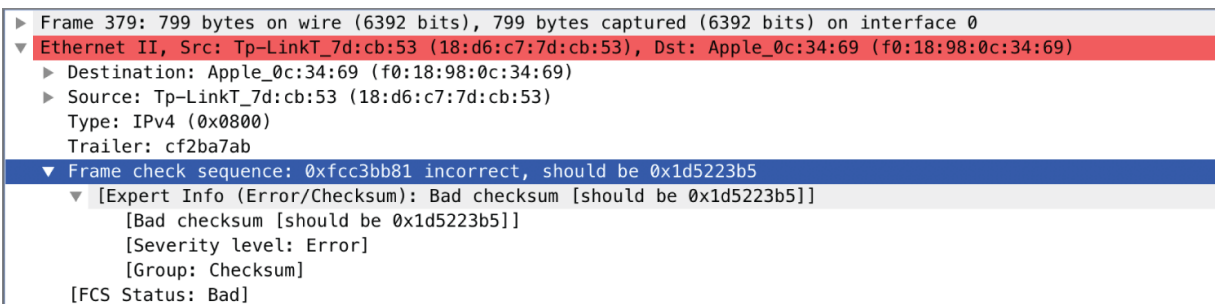 Frame 379: 799 bytes on wire (6392 bits), 799 bytes captured (6392 bits) on interface 0
Ethernet II, Src: Tp-LinkT_7d:cb:53 (18:d6:c7:7d:cb:53), Dst: Apple_0c:34:69 (f0:18:98:0c:34:69)
Destination: Apple_0c:34:69 (f0:18:98:0c:34:69)
Source: Tp-LinkT_7d:cb:53 (18:d6:c7:7d:cb:53)
Type: IPv4 (0x0800)
Trailer: cf2ba7ab
Frame check sequence: 0xfcc3bb81 incorrect, should be 0x1d5223b5
[Expert Info (Error/Checksum): Bad checksum [should be 0x1d5223b5]]
[Bad checksum [should be 0x1d5223b5]]
[Severity level: Error]
[Group: Checksum]
[FCS Status: Bad]